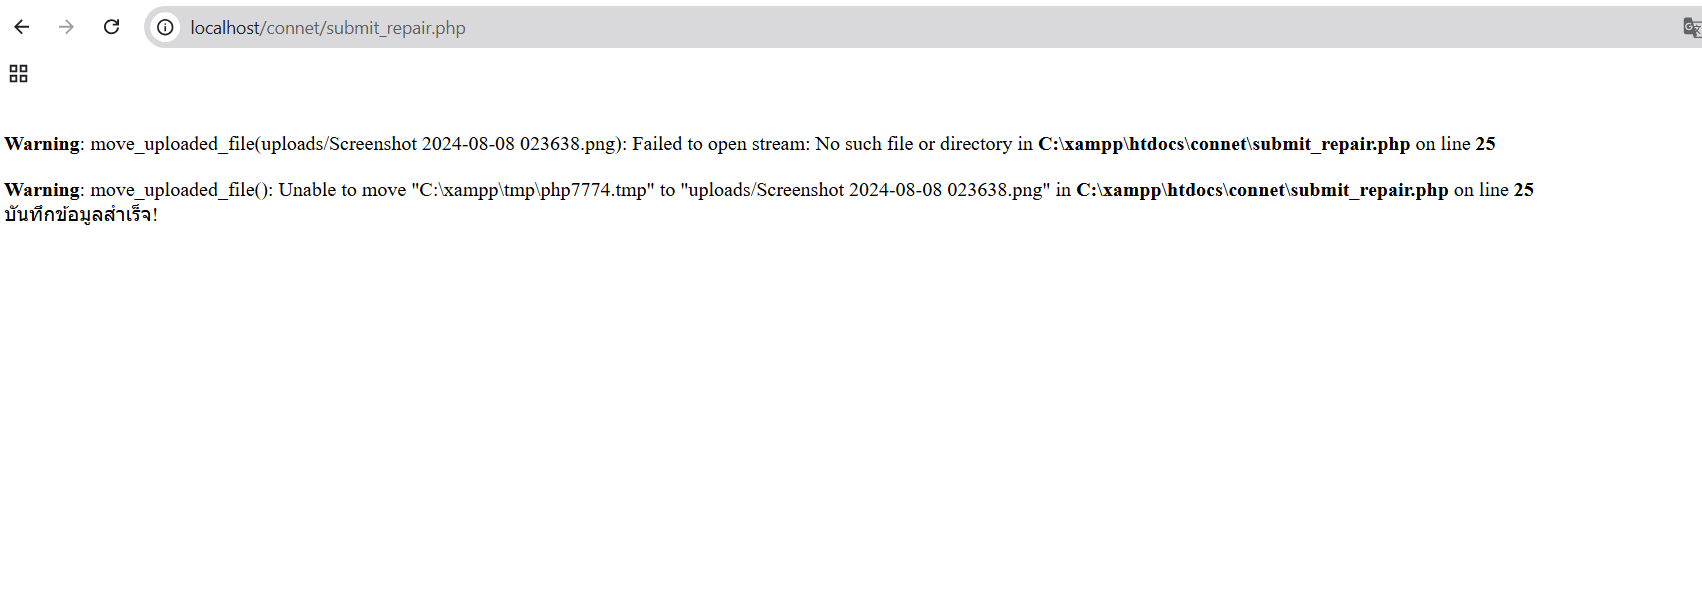 localhost/connet/submit_repair.php
Warning: move_uploaded_file(uploads/Screenshot 2024-08-08 023638.png): Failed to open stream: No such file or directory in C:\xampp\htdocs\connet\submit_repair.php on line 25
Warning: move_uploaded_file(): Unable to move "C:\xampp\tmp\php7774.tmp" to "uploads/Screenshot 2024-08-08 023638.png" in C:\xampp\htdocs\connet\submit_repair.php on line 25
บันทึกข้อมูลสำเร็จ!